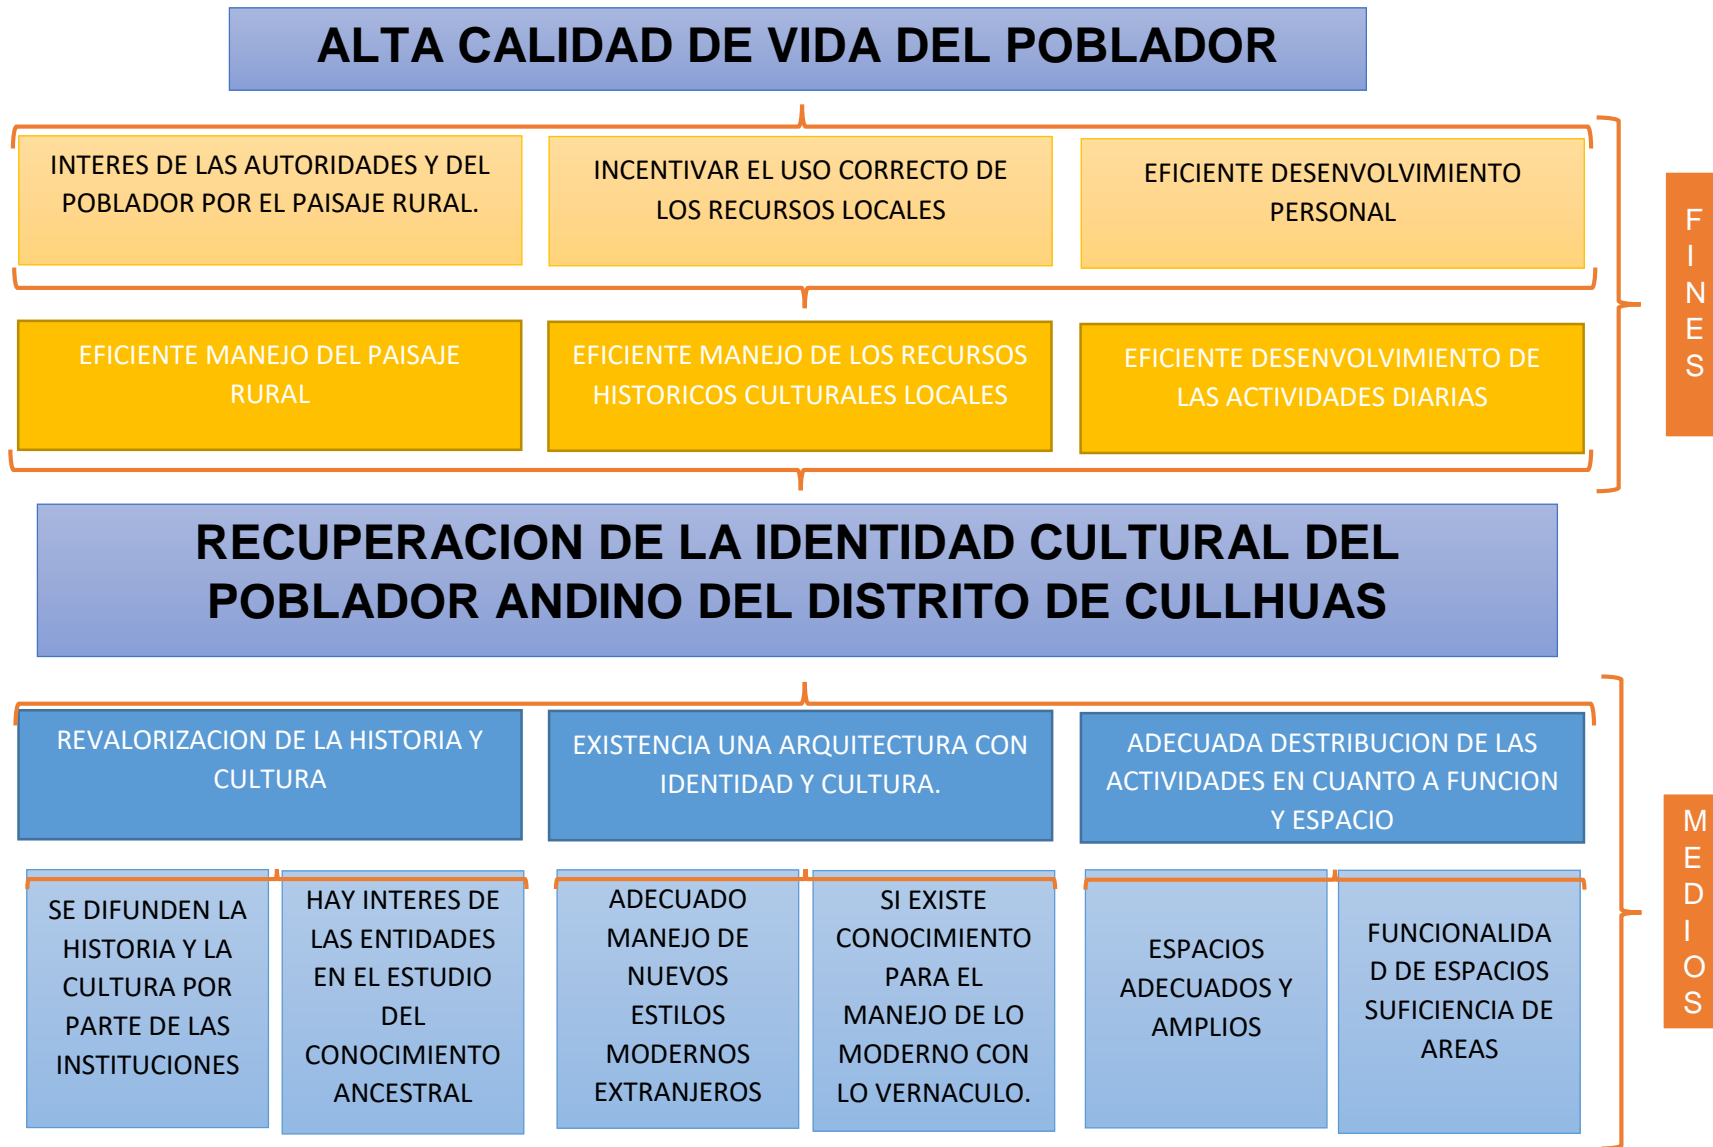 ALTA CALIDAD DE VIDA DEL POBLADOR
INTERES DE LAS AUTORIDADES Y DEL
POBLADOR POR EL PAISAJE RURAL.
INCENTIVAR EL USO CORRECTO DE
LOS RECURSOS LOCALES
EFICIENTE DESENVOLVIMIENTO
PERSONAL
EFICIENTE MANEJO DEL PAISAJE
RURAL
EFICIENTE MANEJO DE LOS RECURSOS
HISTORICOS CULTURALES LOCALES
EFICIENTE DESENVOLVIMIENTO DE
LAS ACTIVIDADES DIARIAS
F
I
N
E
S
RECUPERACION DE LA IDENTIDAD CULTURAL DEL
POBLADOR ANDINO DEL DISTRITO DE CULLHUAS
REVALORIZACION DE LA HISTORIA Y
CULTURA
EXISTENCIA UNA ARQUITECTURA CON
IDENTIDAD Y CULTURA.
ADECUADA DESTRIBUCION DE LAS
ACTIVIDADES EN CUANTO A FUNCION
Y ESPACIO
SE DIFUNDEN LA
HISTORIA Y LA
CULTURA POR
PARTE DE LAS
INSTITUCIONES
HAY INTERES DE
LAS ENTIDADES
EN EL ESTUDIO
DEL
CONOCIMIENTO
ANCESTRAL
ADECUADO
MANEJO DE
NUEVOS
ESTILOS
MODERNOS
EXTRANJEROS
SI EXISTE
CONOCIMIENTO
PARA EL
MANEJO DE LO
MODERNO CON
LO VERNACULO.
ESPACIOS
ADECUADOS Y
AMPLIOS
FUNCIONALIDA
D DE ESPACIOS
SUFICIENCIA DE
AREAS
M
E
D
I
O
S